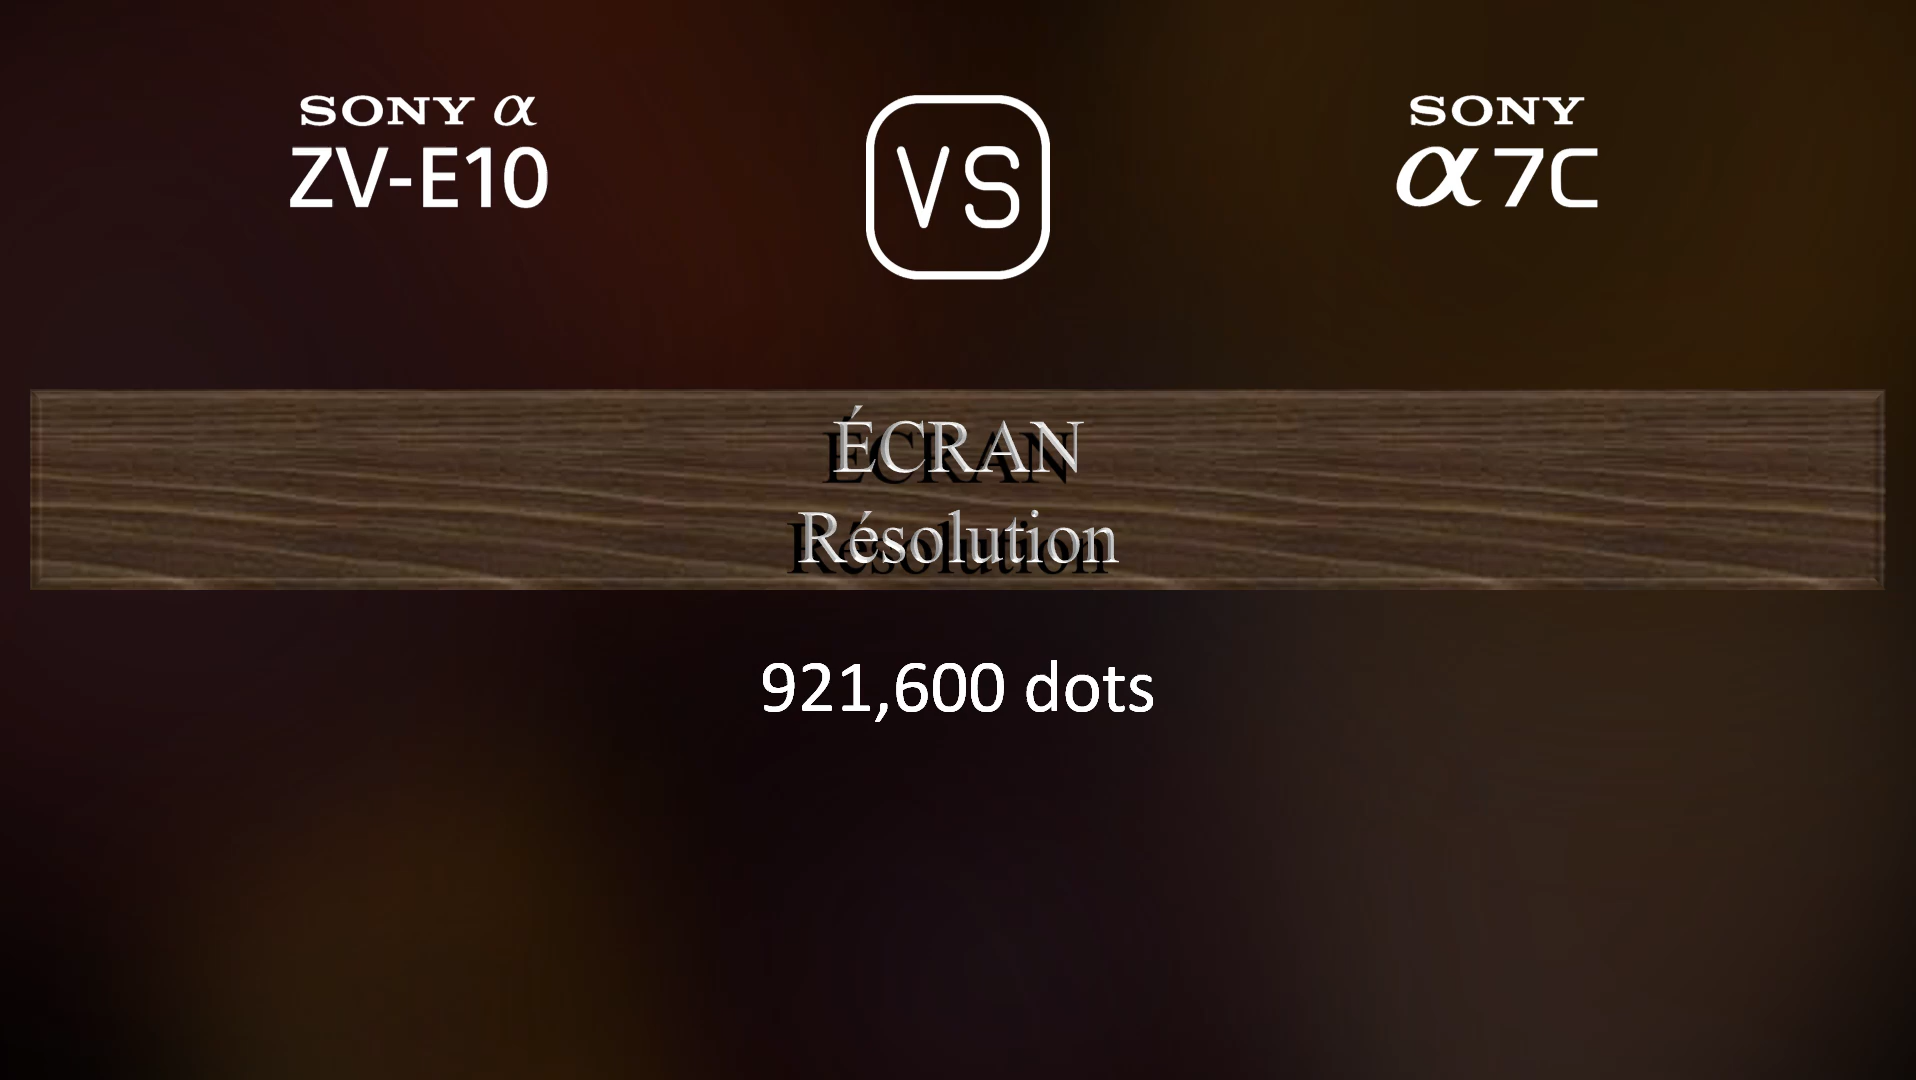 SONY α
ZV-E10
VS
SONY
α7C
ÉCRAN
Résolution
921,600 dots